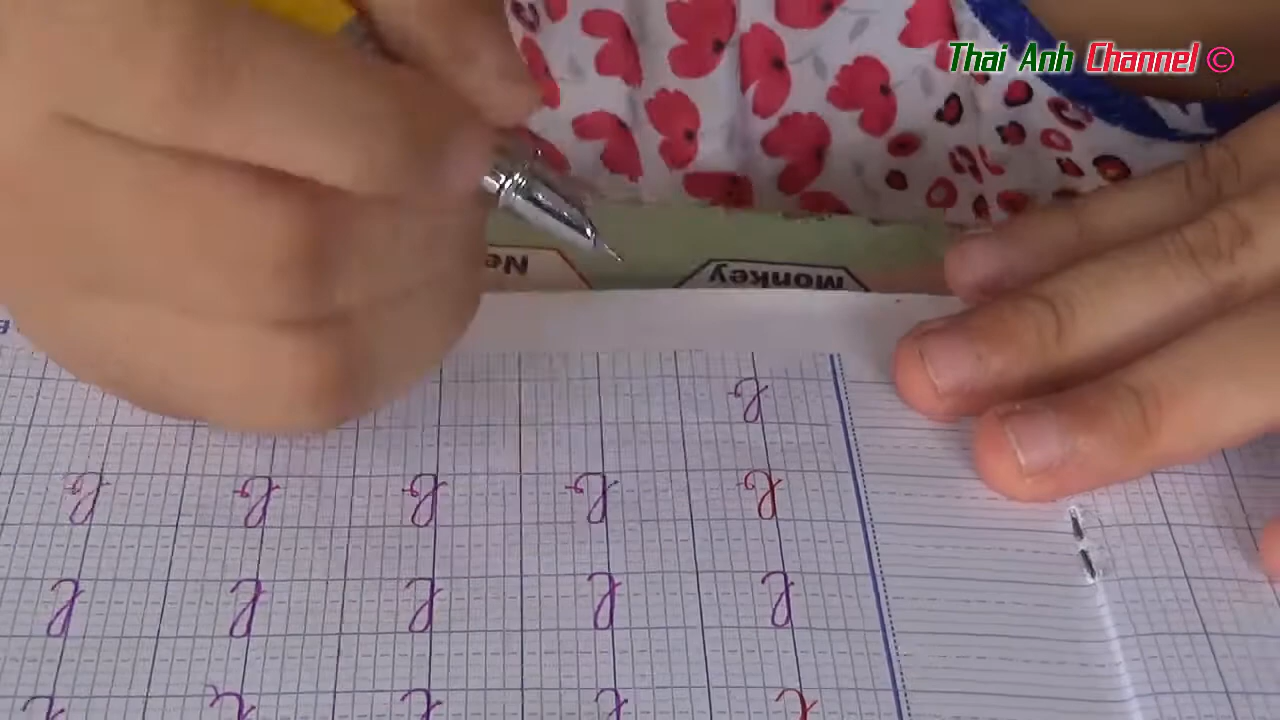 Thai Anh Channel ©
Monkey
l l l l l
b b b b b
b